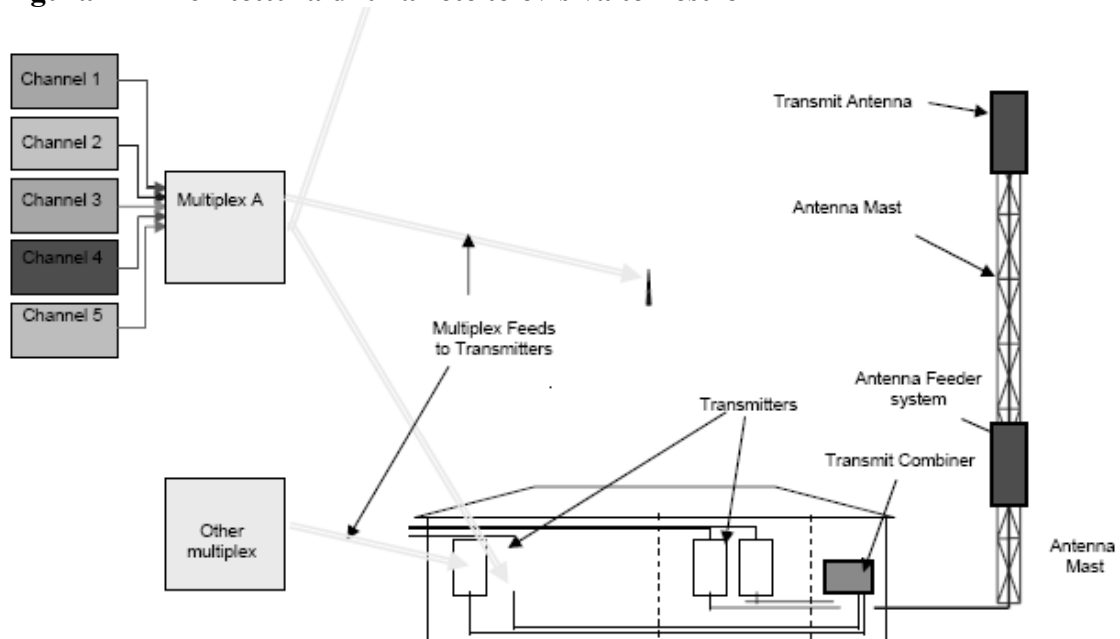 Channel 1
Channel 2
Channel 3
Channel 4
Channel 5
Multiplex A
Multiplex Feeds
to Transmitters
Other
multiplex
Transmitters
Transmit Antenna
Antenna Mast
Antenna Feeder
system
Transmit Combiner
Antenna
Mast